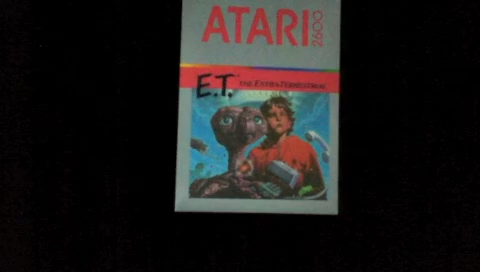 ATARI 2600
E.T.
THE EXTRA-TERRESTRIAL